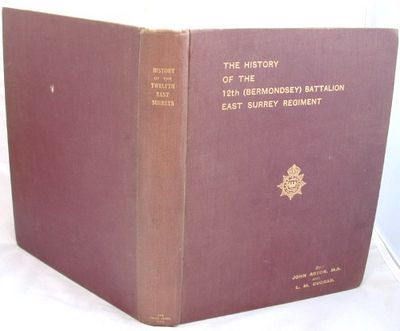 HISTORY
OF THE
TWELFTH
EAST
SURREYS
THE HISTORY
OF THE
12th (BERMONDSEY) BATTALION
EAST SURREY REGIMENT
By
JOHN ASTON, M.A.
AND
L. M. DUGGAN.